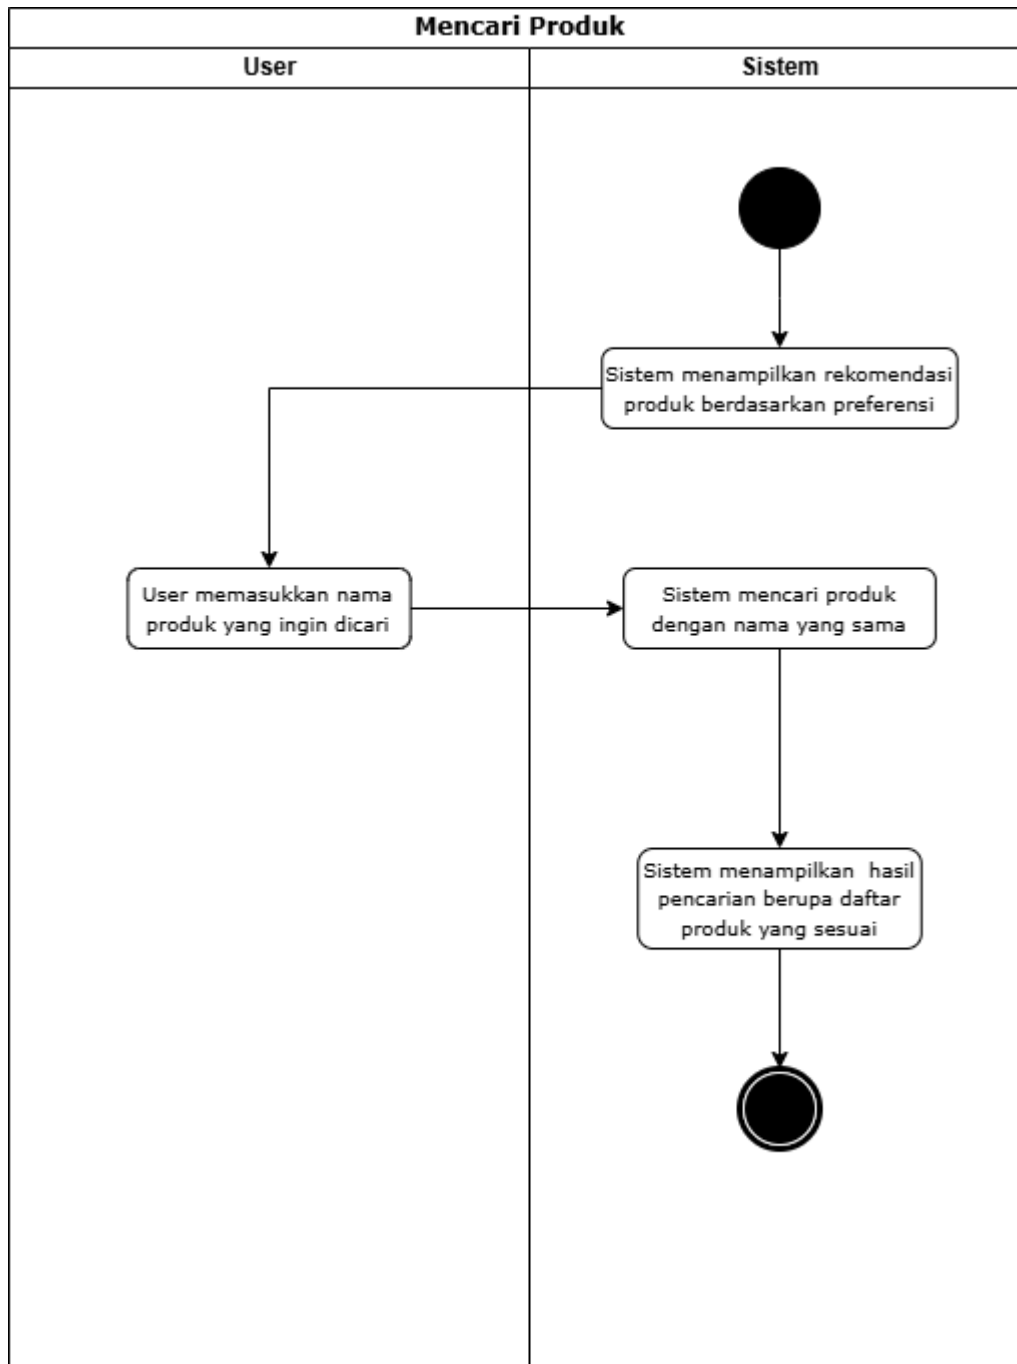 Mencari Produk
User
Sistem
Sistem menampilkan rekomendasi
produk berdasarkan preferensi
User memasukkan nama
produk yang ingin dicari
Sistem mencari produk
dengan nama yang sama
Sistem menampilkan  hasil
pencarian berupa daftar
produk yang sesuai